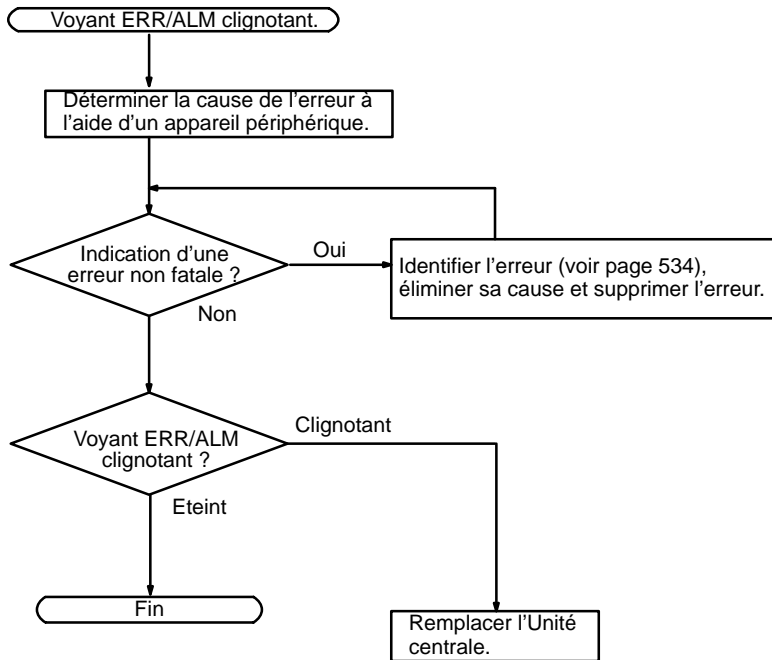 Voyant ERR/ALM clignotant.
Déterminer la cause de l’erreur à
l’aide d’un appareil périphérique.
Indication d’une
erreur non fatale ?
Oui
Identifier l’erreur (voir page 534),
éliminer sa cause et supprimer l’erreur.
Non
Voyant ERR/ALM
clignotant ?
Clignotant
Eteint
Fin
Remplacer l’Unité
centrale.